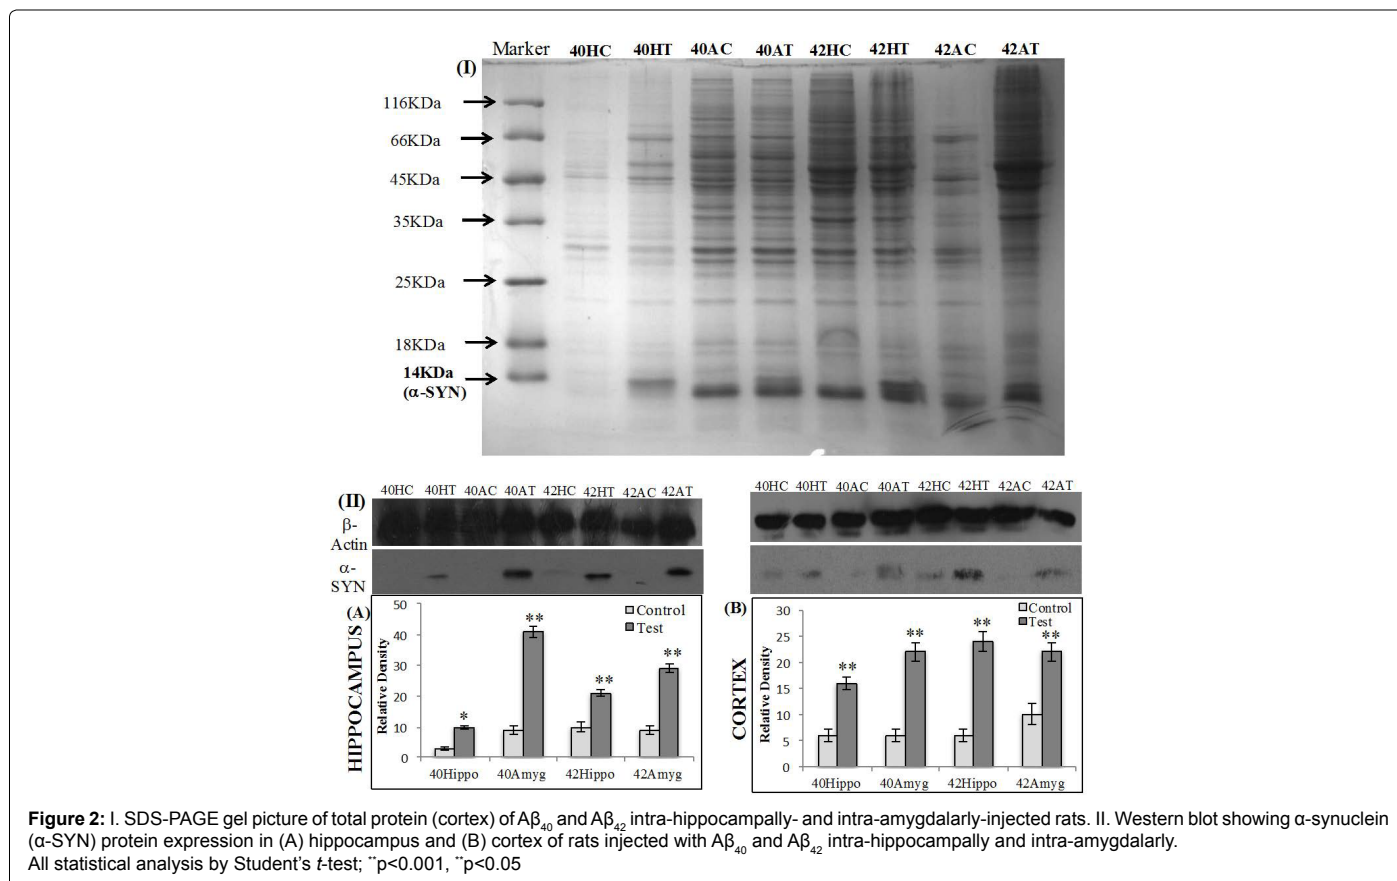 Marker 40HC 40HT 40AC 40AT 42HC 42HT 42AC 42AT
(I)
116KDa
66KDa
45KDa
35KDa
25KDa
18KDa
14KDa
(α-SYN)
(II) 40HC 40HT 40AC 40AT 42HC 42HT 42AC 42AT
β-
Actin
α-
SYN
(A)
HIPPOCAMPUS
Relative Density
50
40
30
20
10
0
Control
Test
*
**
**
**
40Hippo 40Amyg 42Hippo 42Amyg
40HC 40HT 40AC 40AT 42HC 42HT 42AC 42AT
(B)
CORTEX
Relative Density
30
25
20
15
10
5
0
Control
Test
**
**
**
**
40Hippo 40Amyg 42Hippo 42Amyg
Figure 2: I. SDS-PAGE gel picture of total protein (cortex) of Aβ40 and Aβ42 intra-hippocampally- and intra-amygdalarly-injected rats. II. Western blot showing α-synuclein
(α-SYN) protein expression in (A) hippocampus and (B) cortex of rats injected with Aβ40 and Aβ42 intra-hippocampally and intra-amygdalarly.
All statistical analysis by Student's t-test; **p<0.001, **p<0.05